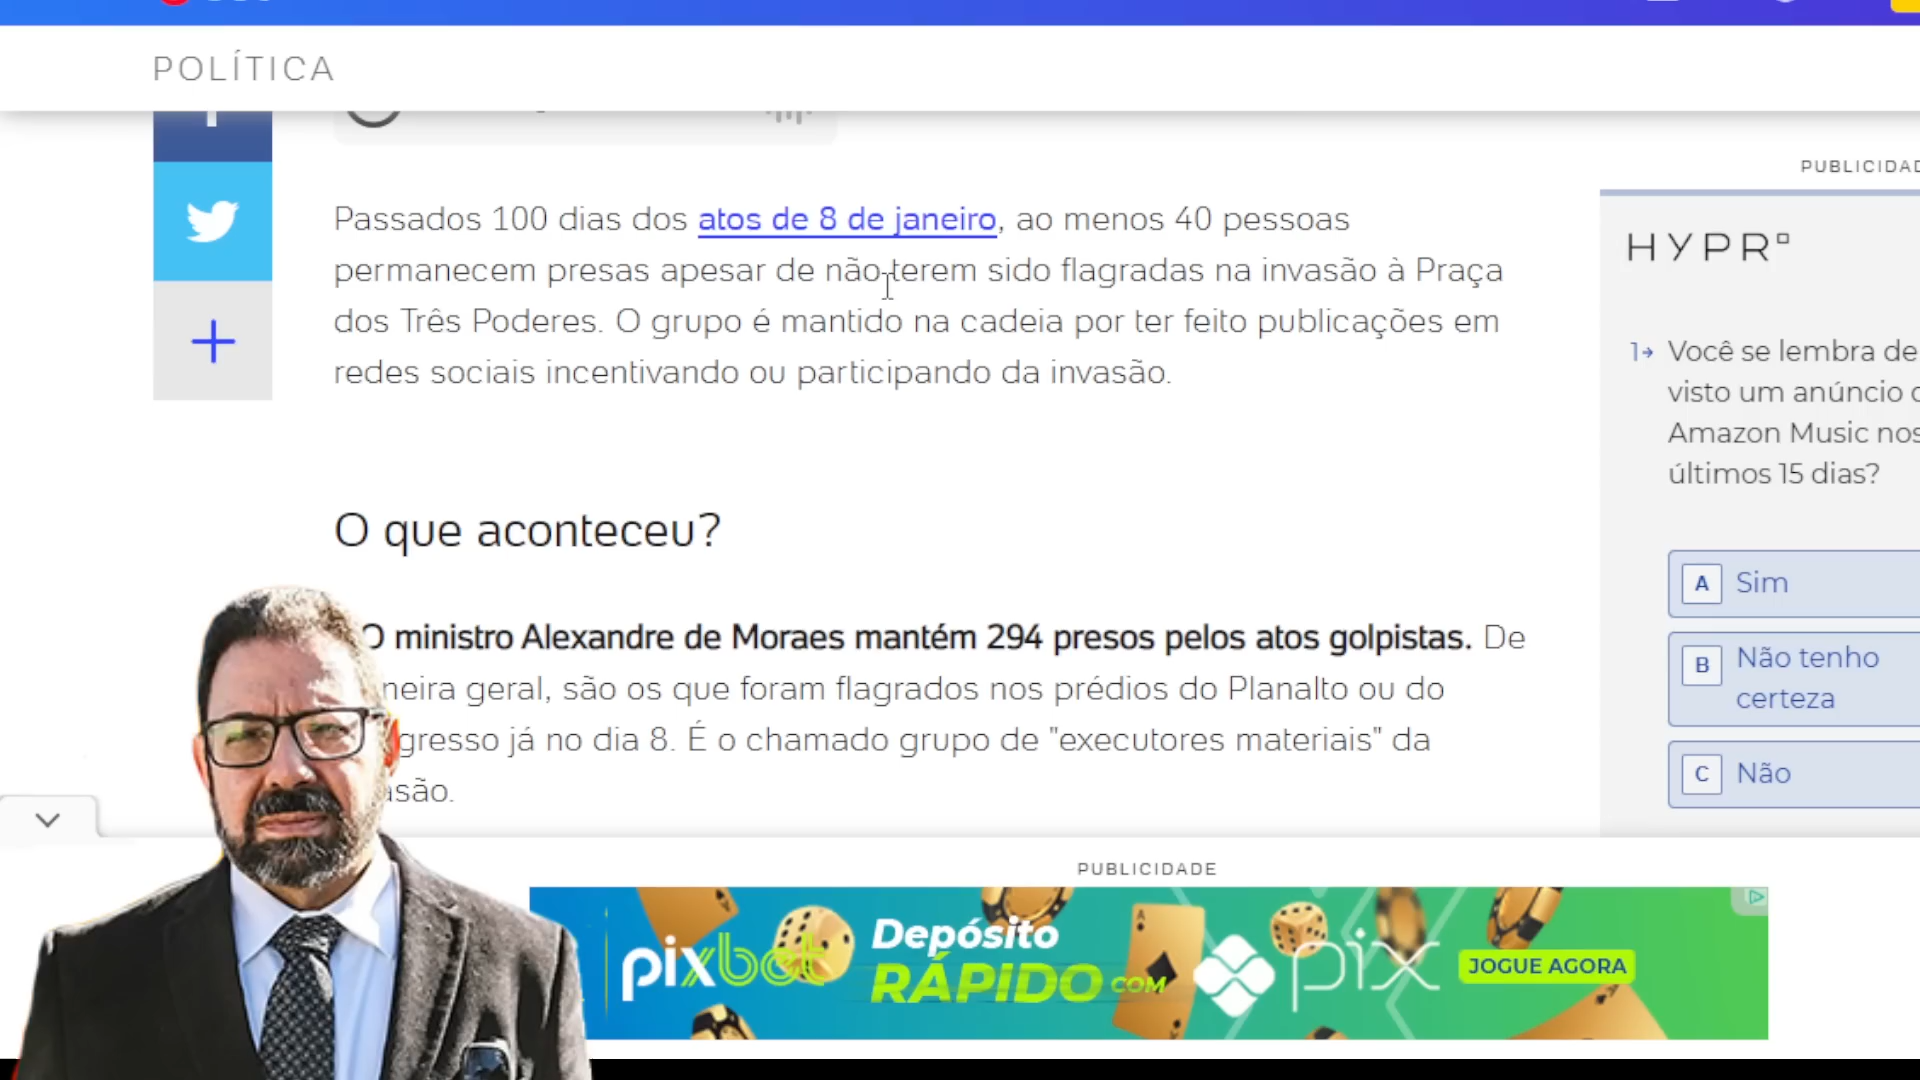 POLÍTICA
Passados 100 dias dos atos de 8 de janeiro, ao menos 40 pessoas
permanecem presas apesar de não terem sido flagradas na invasão à Praça
dos Três Poderes. O grupo é mantido na cadeia por ter feito publicações em
redes sociais incentivando ou participando da invasão.
O que aconteceu?
O ministro Alexandre de Moraes mantém 294 presos pelos atos golpistas. De
neira geral, são os que foram flagrados nos prédios do Planalto ou do
gresso já no dia 8. É o chamado grupo de "executores materiais" da
asão.
PUBLICIDAD
HYPR
1 Você se lembra de
visto um anúncio
Amazon Music nos
últimos 15 dias?
A Sim
B Não tenho
certeza
C Não
PUBLICIDADE
pixbet
Depósito
RÁPIDO.COM
pix
JOGUE AGORA